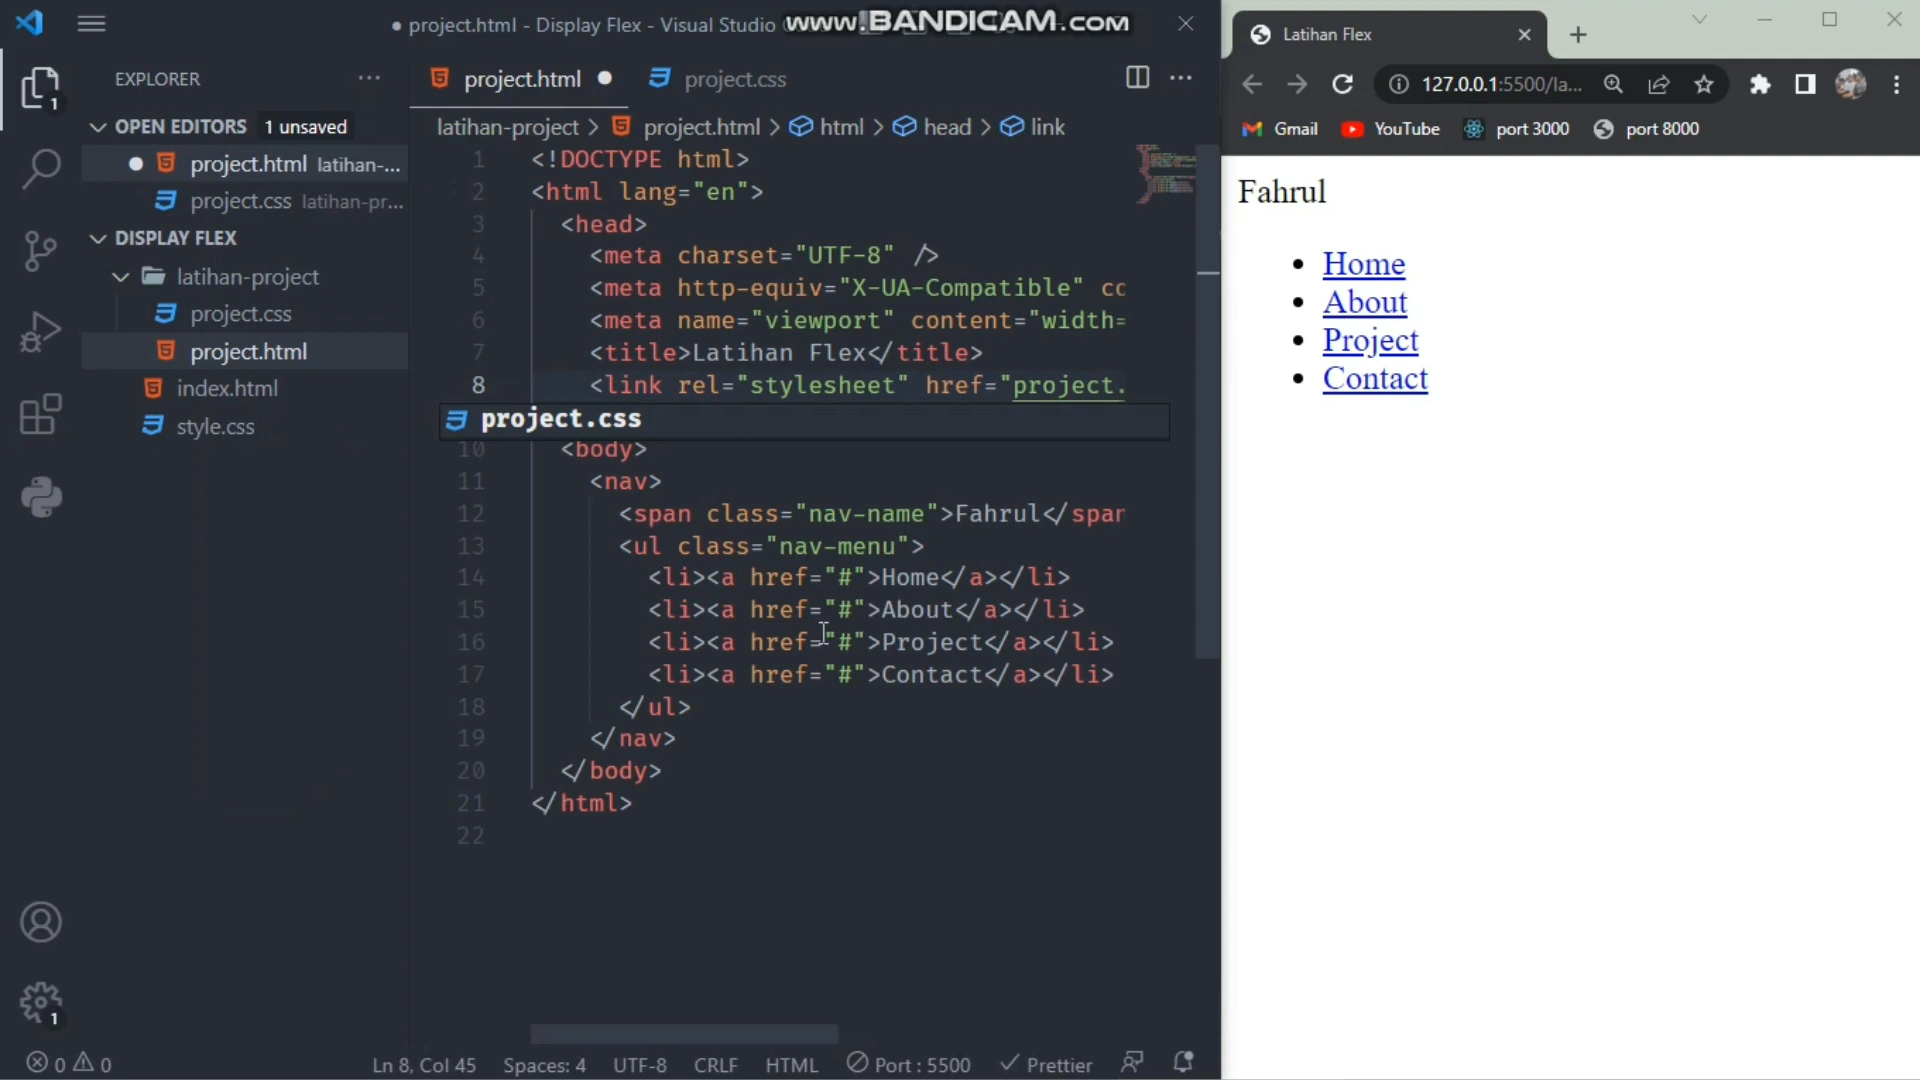 project.html - Display Flex - Visual Studio
www.BANDICAM.com
EXPLORER
1
OPEN EDITORS 1 unsaved
project.html latihan-...
project.css latihan-pr...
DISPLAY FLEX
latihan-project
project.css
project.html
index.html
style.css
1
project.html
project.css
latihan-project > project.html > html > head > link
1 <!DOCTYPE html>
2 <html lang="en">
3 <head>
4 <meta charset="UTF-8" />
5 <meta http-equiv="X-UA-Compatible" co
6 <meta name="viewport" content="width=
7 <title>Latihan Flex</title>
8 <link rel="stylesheet" href="project.
project.css
10 <body>
11 <nav>
12 <span class="nav-name">Fahrul</span
13 <ul class="nav-menu">
14 <li><a href="#">Home</a></li>
15 <li><a href="#">About</a></li>
16 <li><a href="#">Project</a></li>
17 <li><a href="#">Contact</a></li>
18 </ul>
19 </nav>
20 </body>
21 </html>
22
0 0 Ln 8, Col 45 Spaces: 4 UTF-8 CRLF HTML Port : 5500 Prettier
Latihan Flex
127.0.0.1:5500/la...
Gmail YouTube port 3000 port 8000
Fahrul
• Home
• About
• Project
• Contact